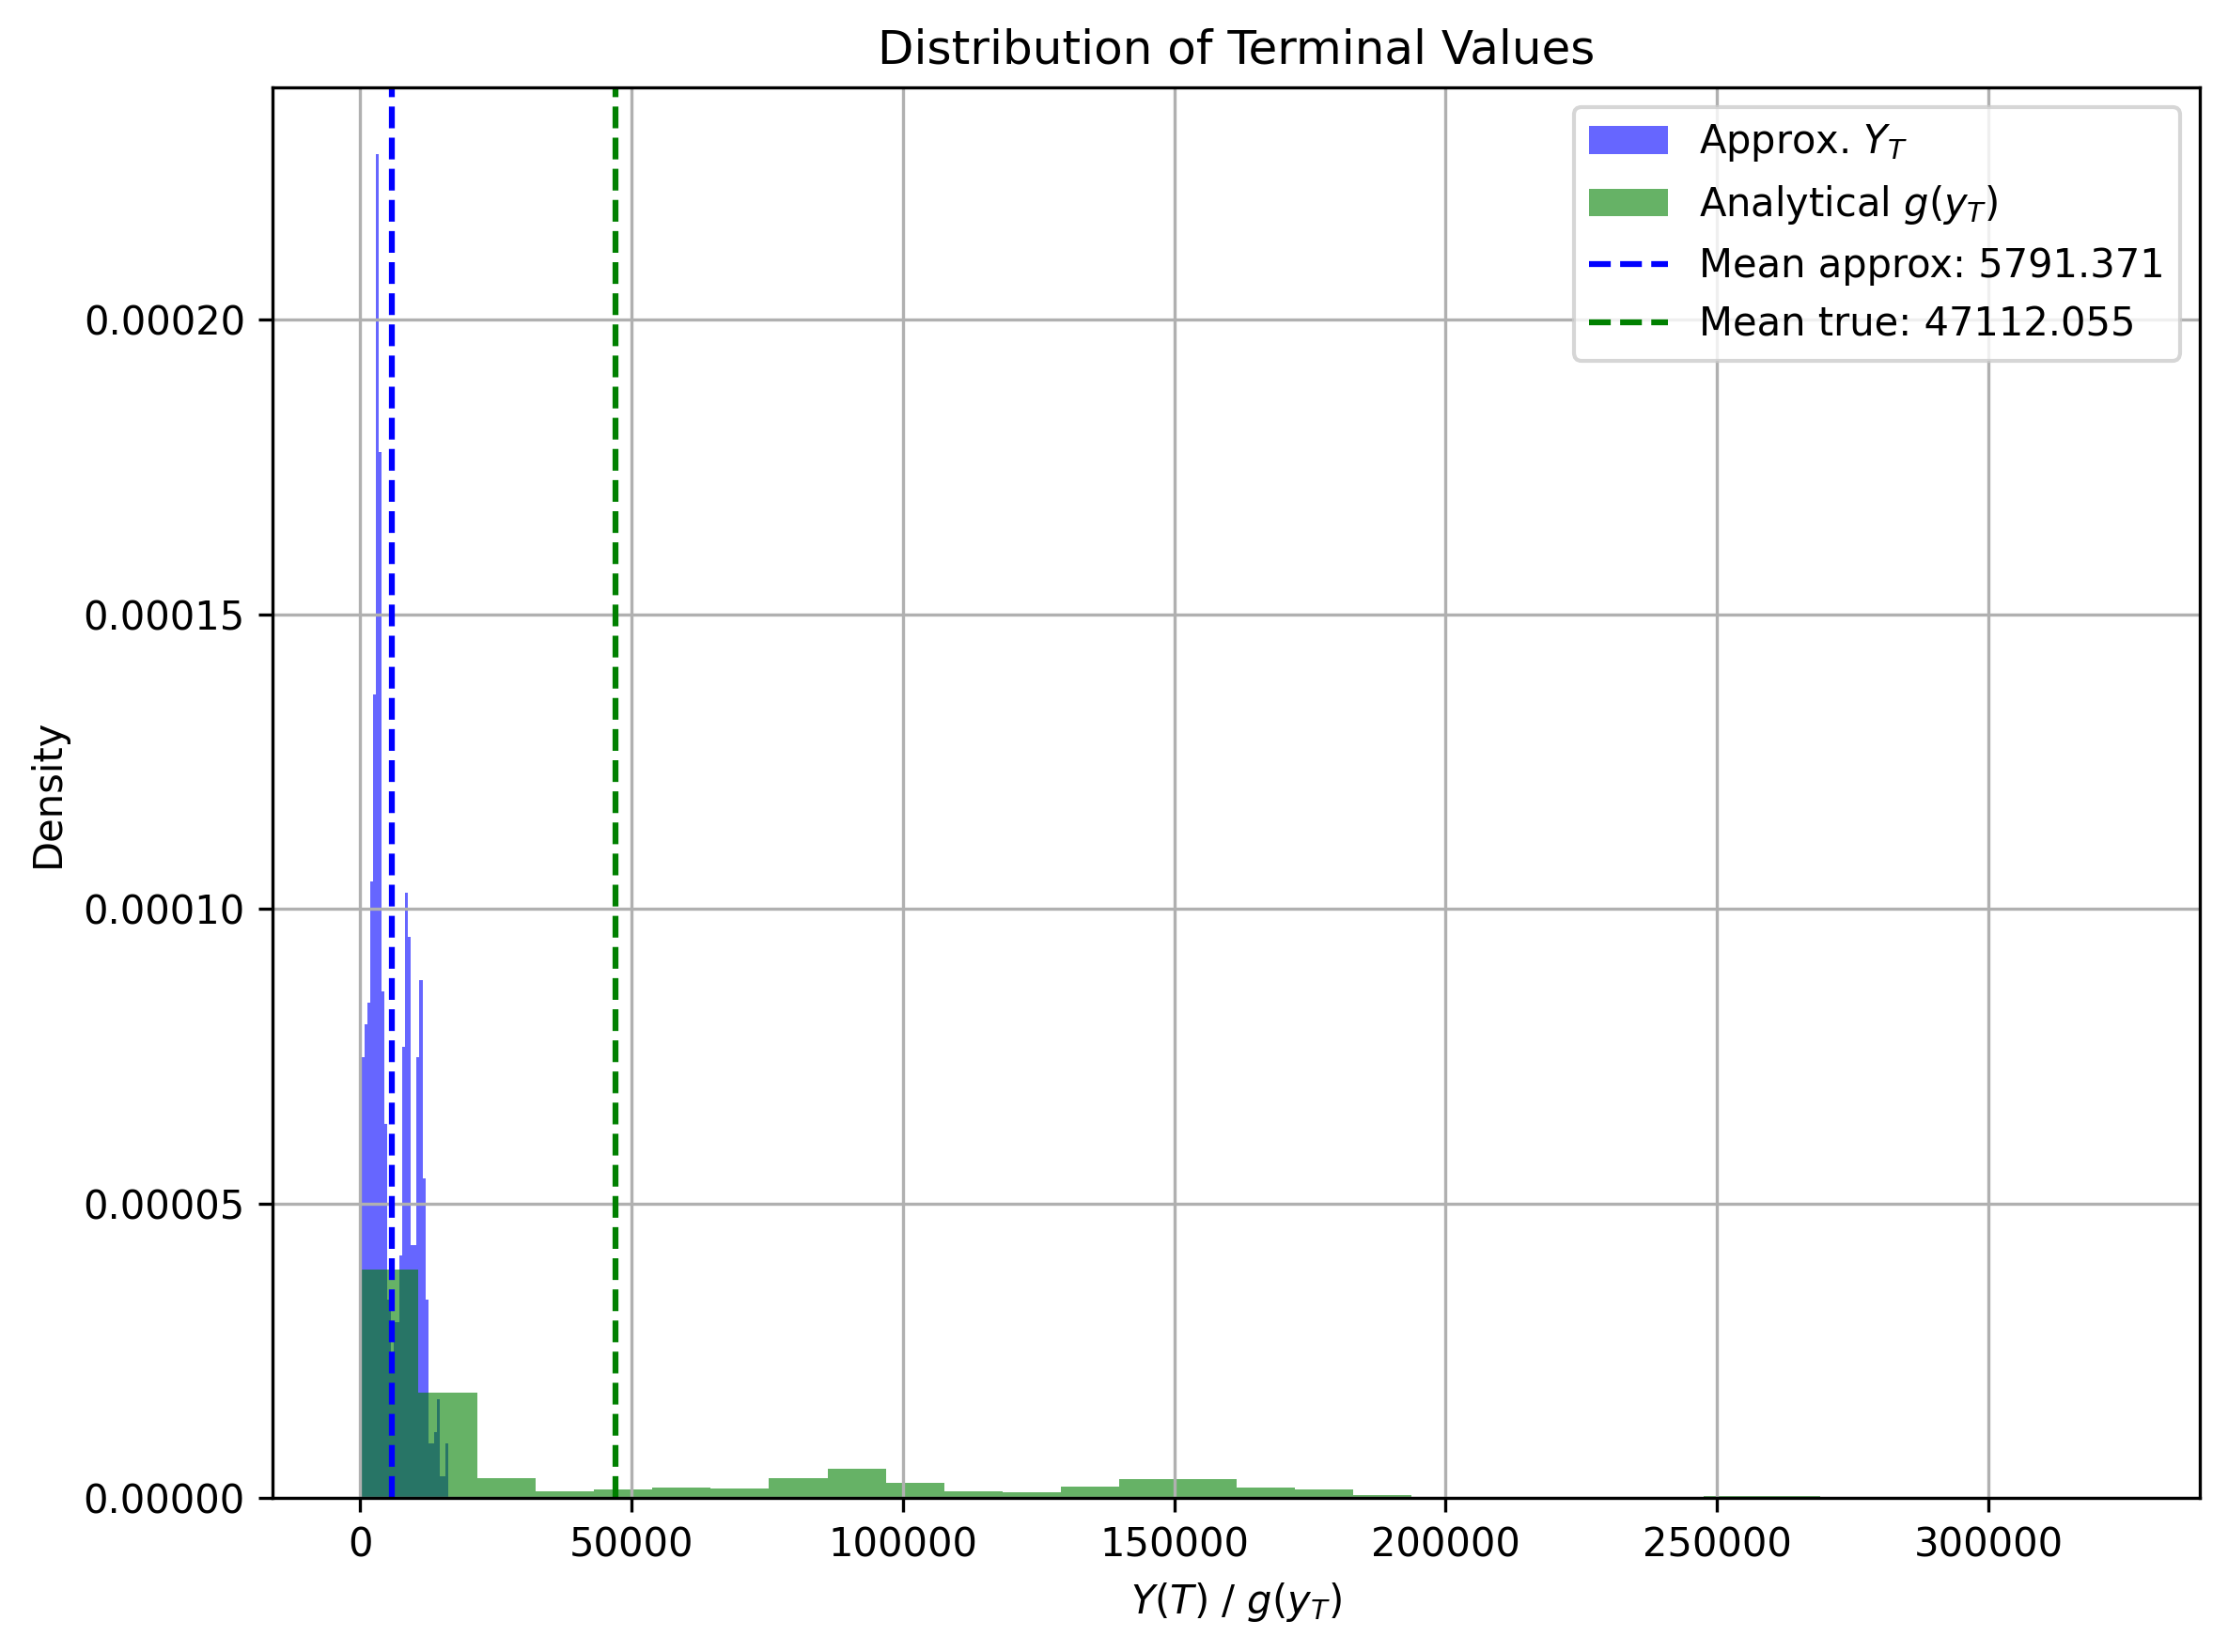 Distribution of Terminal Values
Approx. $Y_T$
Analytical $g(y_T)$
Mean approx: 5791.371
Mean true: 47112.055
Density
0.00020
0.00015
0.00010
0.00005
0.00000
0 50000 100000 150000 200000 250000 300000
$Y(T)$ / $g(y_T)$